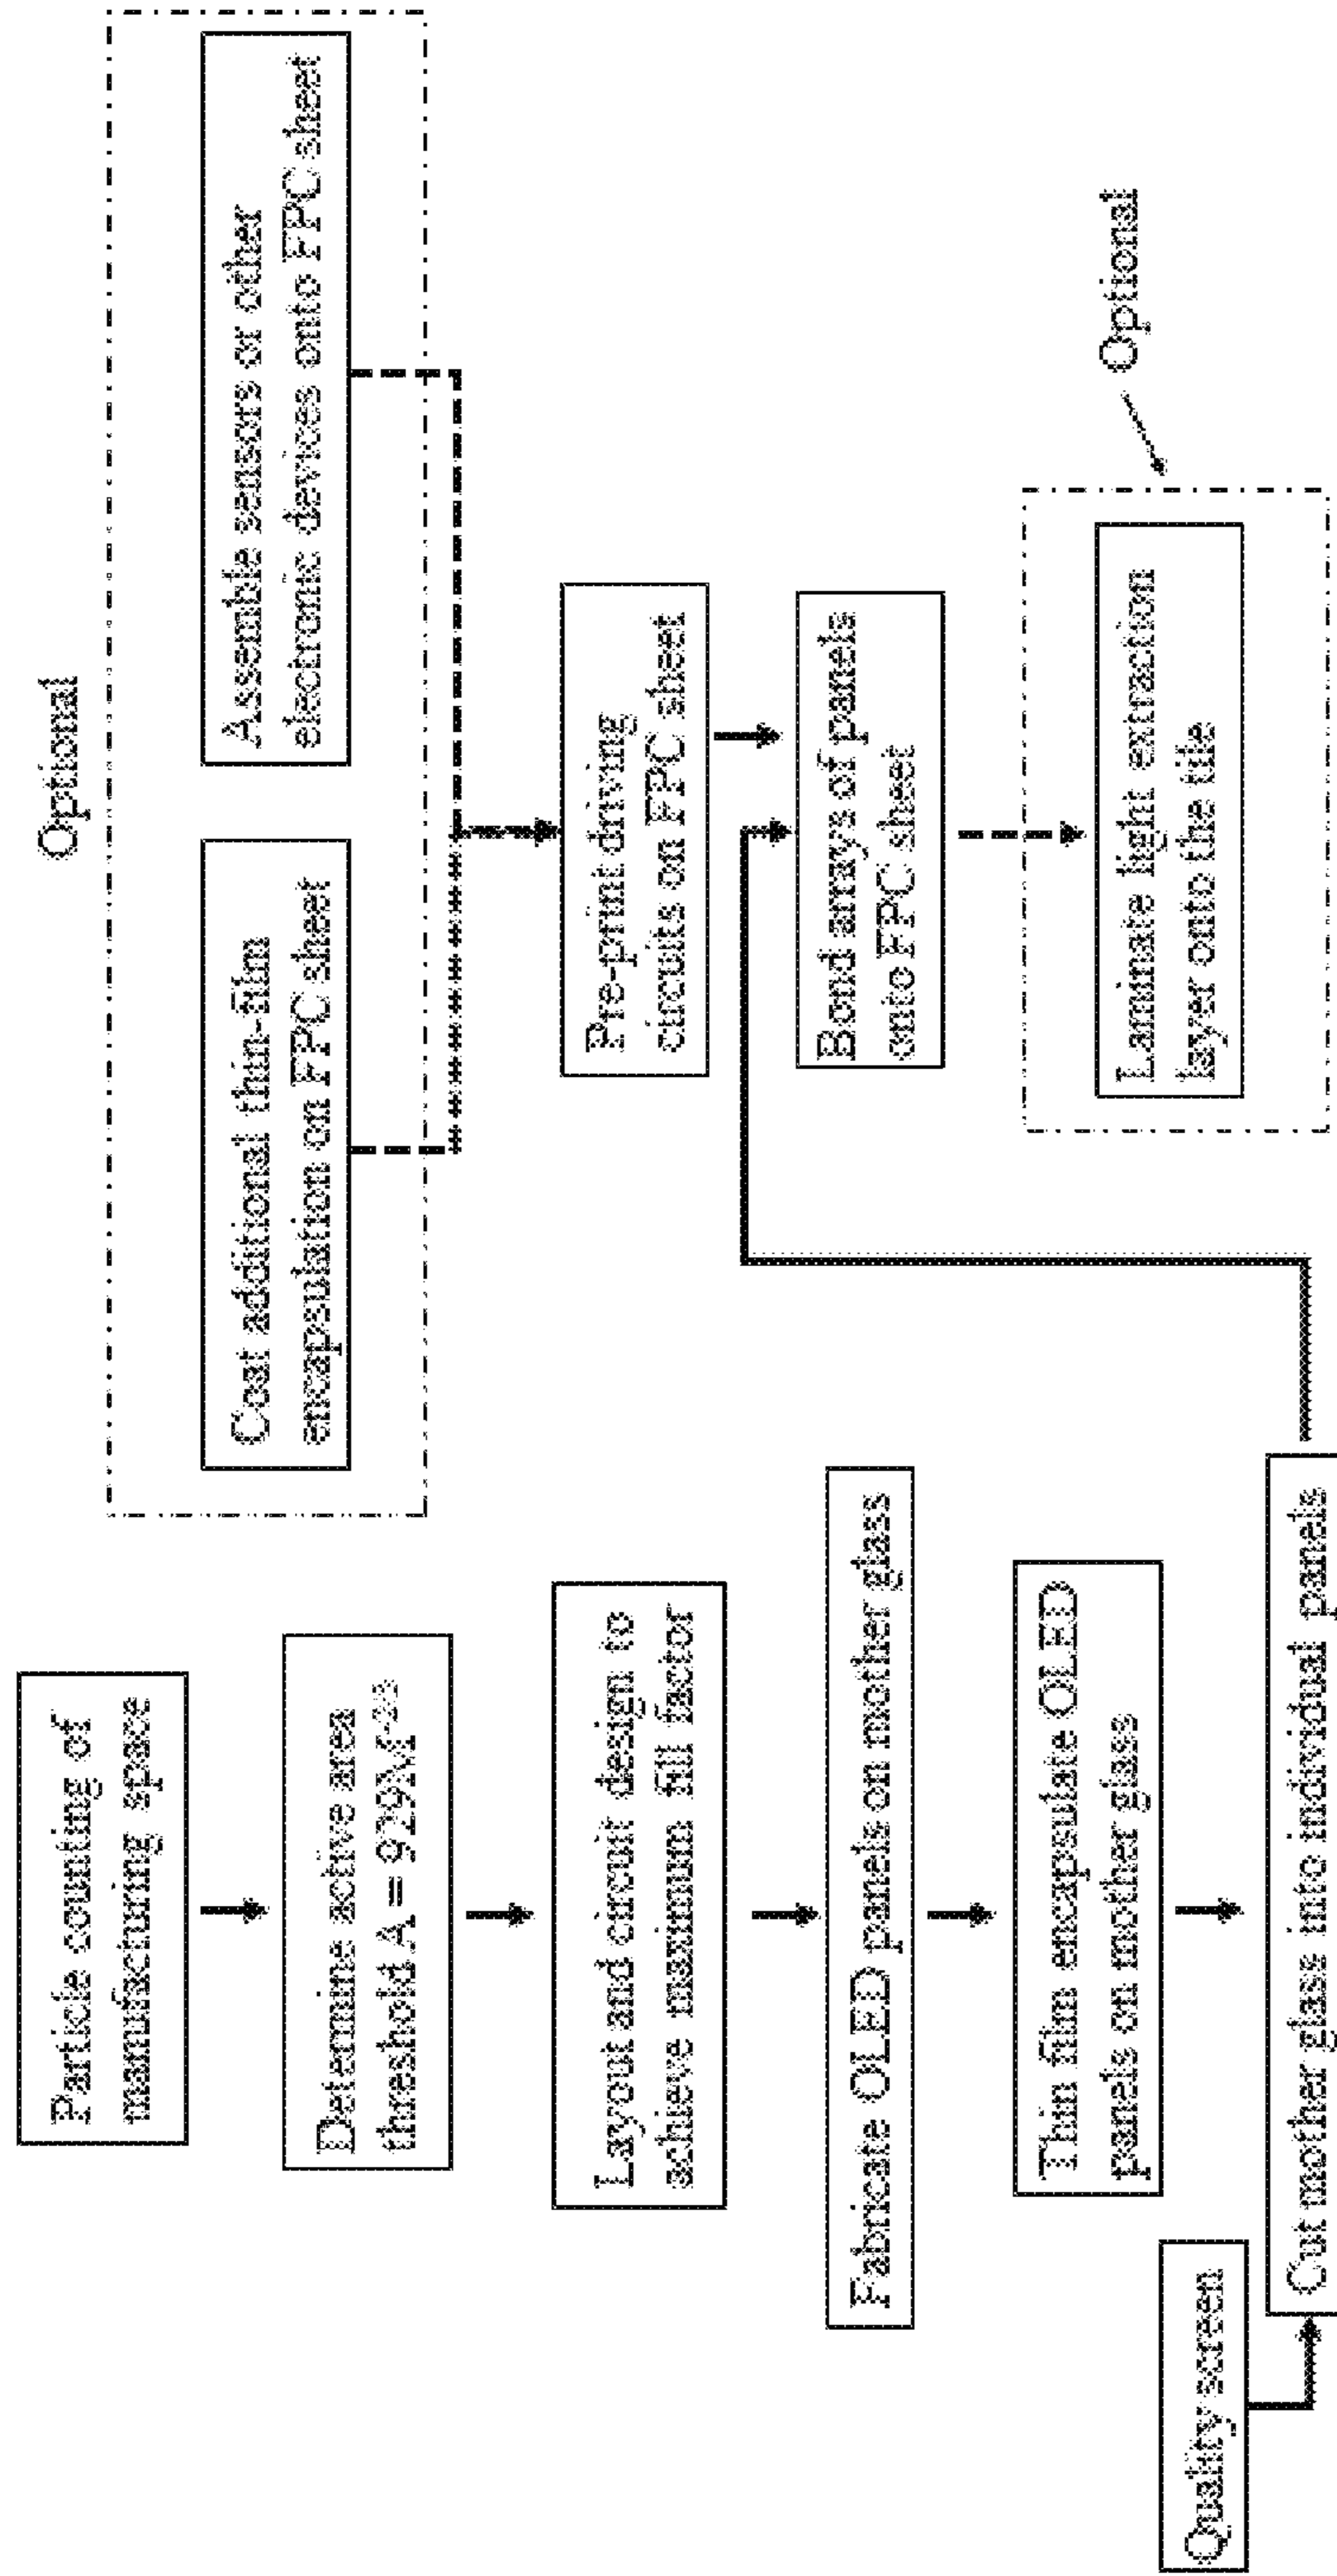 Particle counting of
manufacturing space
Determine active area
Layout and circuit design to
achieve maximum fill factor
Fabricate OLED panels on mother glass
Thin film encapsulate OLED
panels on mother glass
Quality screen
Cut mother glass into individual panels
Optional
Coat additional thin-film
encapsulation on FPC sheet
Assemble sensors or other
electronic devices onto FPC sheet
Pre-print driving
circuits on FPC sheet
Bond arrays of panels
onto FPC sheet
Optional
Laminate light extraction
layer onto the tile
threshold A =